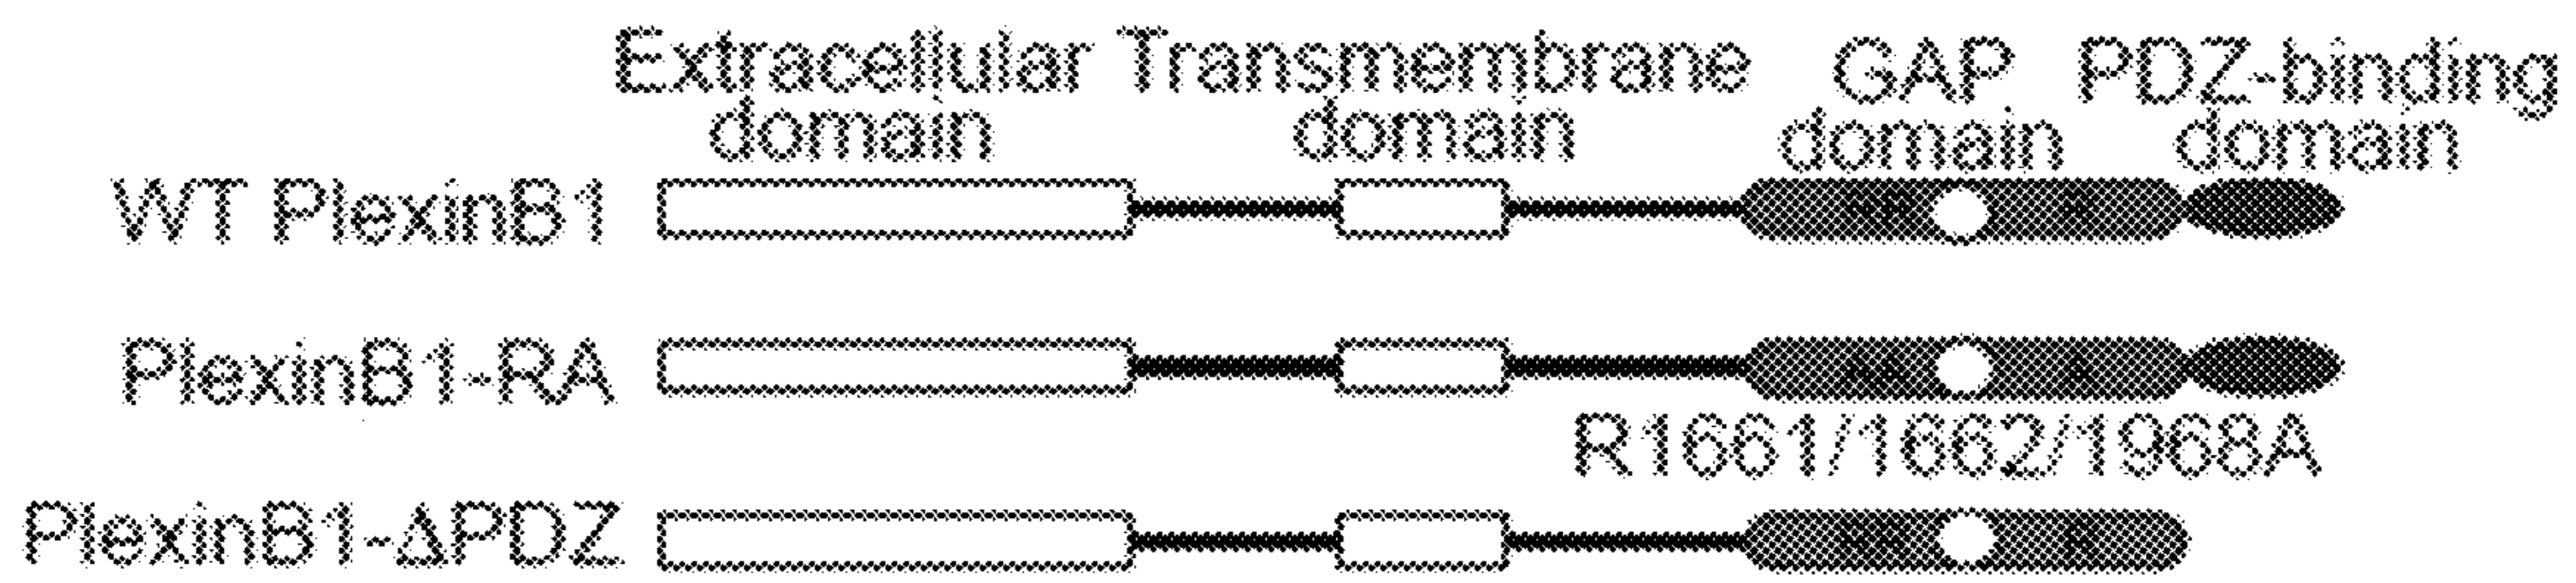 Extracellular Transmembrane GAP PDZ-binding
domain domain domain domain
WT PlexinB1
PlexinB1-RA
R1661/1662/1968A
PlexinB1-ΔPDZ